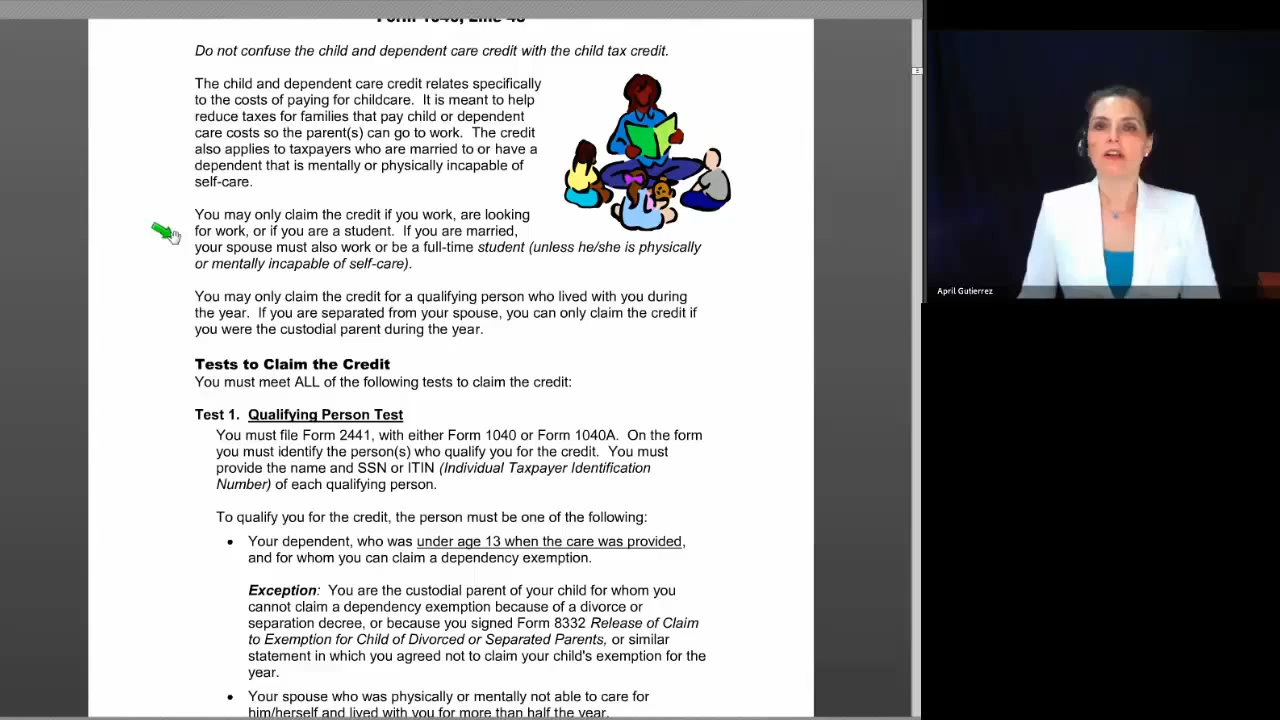 Form 1040, Line 48
Do not confuse the child and dependent care credit with the child tax credit.
The child and dependent care credit relates specifically
to the costs of paying for childcare. It is meant to help
reduce taxes for families that pay child or dependent
care costs so the parent(s) can go to work. The credit
also applies to taxpayers who are married to or have a
dependent that is mentally or physically incapable of
self-care.
You may only claim the credit if you work, are looking
for work, or if you are a student. If you are married,
your spouse must also work or be a full-time student (unless he/she is physically
or mentally incapable of self-care).
You may only claim the credit for a qualifying person who lived with you during
the year. If you are separated from your spouse, you can only claim the credit if
you were the custodial parent during the year.
Tests to Claim the Credit
You must meet ALL of the following tests to claim the credit:
Test 1. Qualifying Person Test
You must file Form 2441, with either Form 1040 or Form 1040A. On the form
you must identify the person(s) who qualify you for the credit. You must
provide the name and SSN or ITIN (Individual Taxpayer Identification
Number) of each qualifying person.
To qualify you for the credit, the person must be one of the following:
• Your dependent, who was under age 13 when the care was provided,
and for whom you can claim a dependency exemption.
Exception: You are the custodial parent of your child for whom you
cannot claim a dependency exemption because of a divorce or
separation decree, or because you signed Form 8332 Release of Claim
to Exemption for Child of Divorced or Separated Parents, or similar
statement in which you agreed not to claim your child's exemption for the
year.
• Your spouse who was physically or mentally not able to care for
him/herself and lived with you for more than half the year.
April Gutierrez